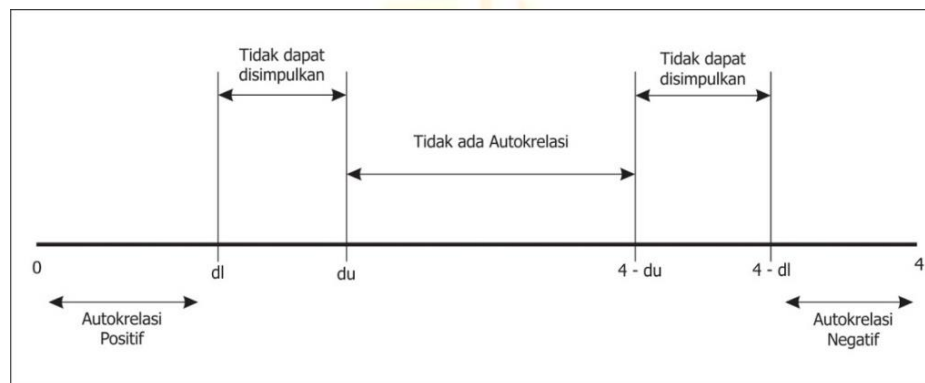 Tidak dapat
disimpulkan
Tidak dapat
disimpulkan
Tidak ada Autokrelasi
0
dl
du
4 - du
4 - dl
4
Autokrelasi
Positif
Autokrelasi
Negatif